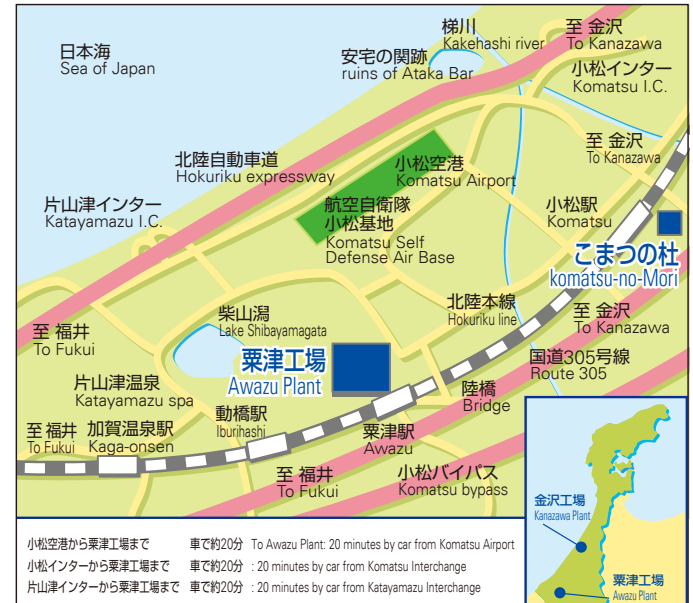 梯川
Kakehashi river
至 金沢
To Kanazawa
日本海
Sea of Japan
安宅の関跡
ruins of Ataka Bar
小松インター
Komatsu I.C.
至 金沢
To Kanazawa
北陸自動車道
Hokuriku expressway
小松空港
Komatsu Airport
片山津インター
Katayamazu I.C.
航空自衛隊
小松基地
Komatsu Self
Defense Air Base
小松駅
Komatsu
こまつの杜
komatsu-no-Mori
柴山潟
Lake Shibayamagata
北陸本線
Hokuriku line
至 金沢
To Kanazawa
至 福井
To Fukui
粟津工場
Awazu Plant
国道305号線
Route 305
片山津温泉
Katayamazu spa
陸橋
Bridge
動橋駅
Iburihashi
至 福井
To Fukui
加賀温泉駅
Kaga-onsen
粟津駅
Awazu
至 福井
To Fukui
小松バイパス
Komatsu bypass
金沢工場
Kanazawa Plant
粟津工場
Awazu Plant
小松空港から粟津工場まで 車で約20分 To Awazu Plant: 20 minutes by car from Komatsu Airport
小松インターから粟津工場まで 車で約20分 : 20 minutes by car from Komatsu Interchange
片山津インターから粟津工場まで 車で約20分 : 20 minutes by car from Katayamazu Interchange